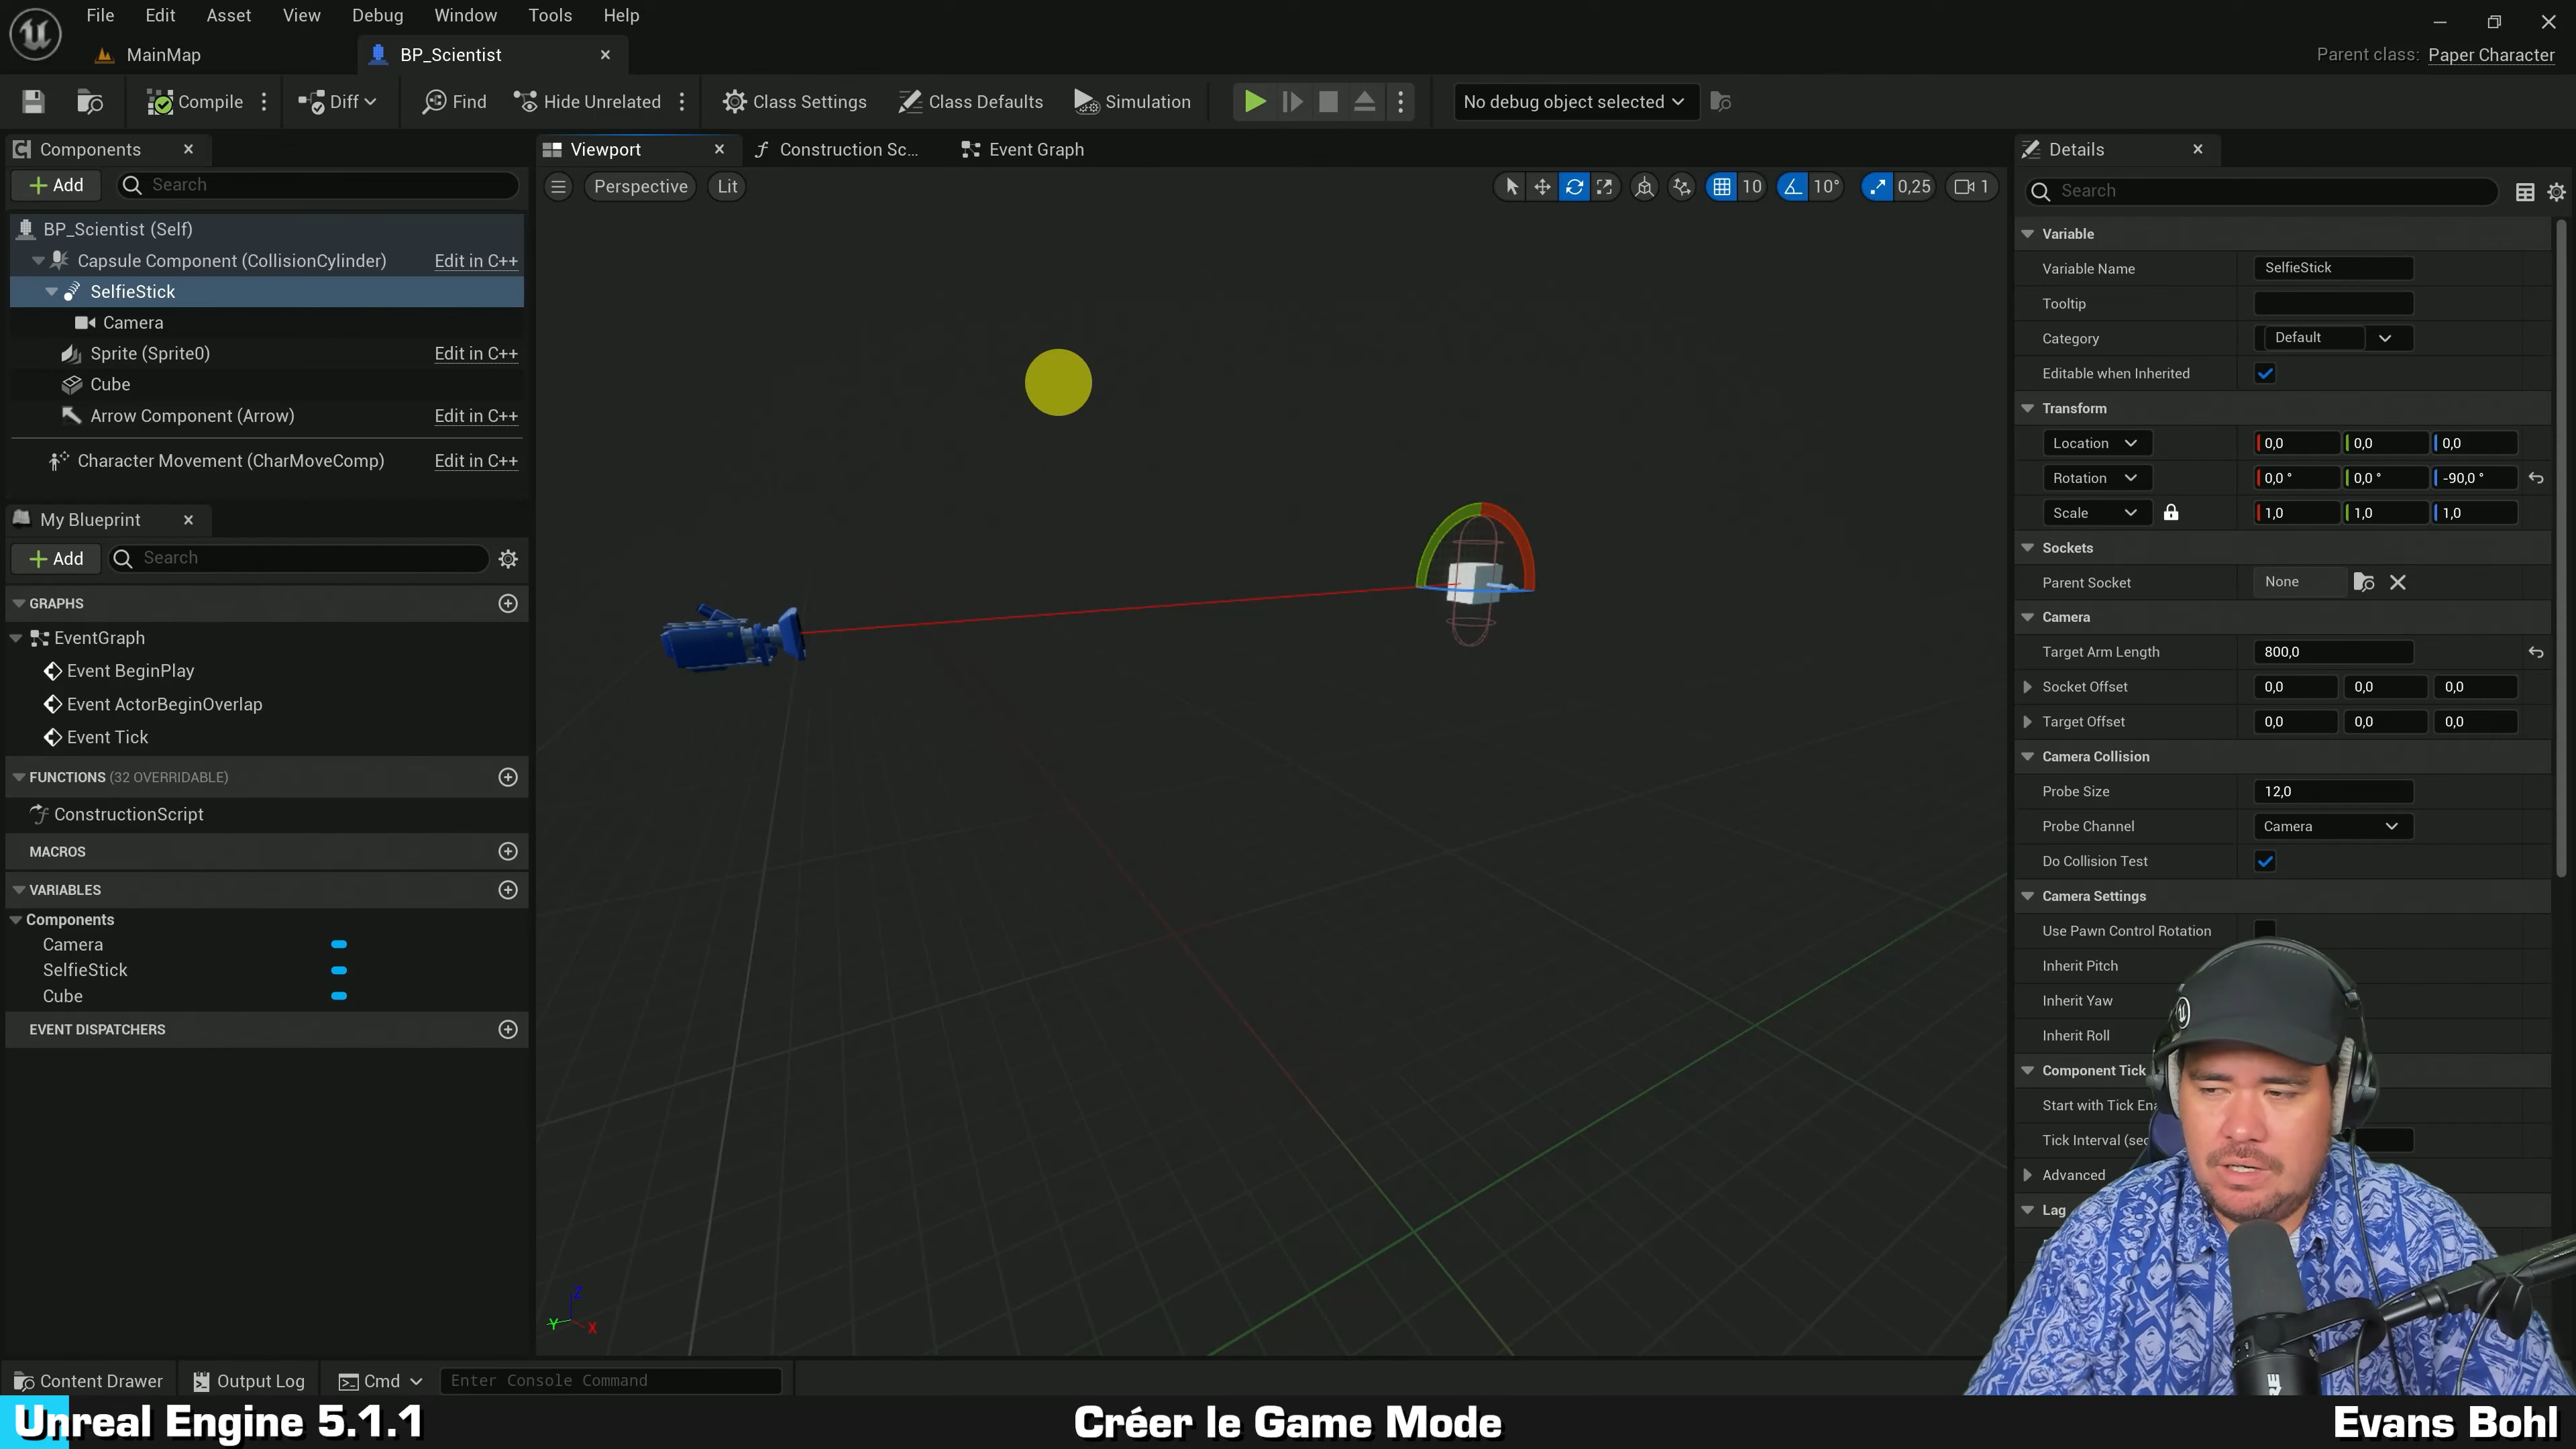 File Edit Asset View Debug Window Tools Help
MainMap BP_Scientist Parent class: Paper Character
Compile Diff Find Hide Unrelated Class Settings Class Defaults Simulation No debug object selected
Components
Add Search
BP_Scientist (Self)
Capsule Component (CollisionCylinder) Edit in C++
SelfieStick
Camera
Sprite (Sprite0) Edit in C++
Cube
Arrow Component (Arrow) Edit in C++
Character Movement (CharMoveComp) Edit in C++
My Blueprint
Add Search
GRAPHS
EventGraph
Event BeginPlay
Event ActorBeginOverlap
Event Tick
FUNCTIONS (32 OVERRIDABLE)
ConstructionScript
MACROS
VARIABLES
Components
Camera
SelfieStick
Cube
EVENT DISPATCHERS
Viewport Construction Sc... Event Graph
Perspective Lit 10 10° 0,25 1
Z
Y X
Details
Search
Variable
Variable Name SelfieStick
Tooltip
Category Default
Editable when Inherited
Transform
Location 0,0 0,0 0,0
Rotation 0,0 ° 0,0 ° -90,0 °
Scale 1,0 1,0 1,0
Sockets
Parent Socket None
Camera
Target Arm Length 800,0
Socket Offset 0,0 0,0 0,0
Target Offset 0,0 0,0 0,0
Camera Collision
Probe Size 12,0
Probe Channel Camera
Do Collision Test
Camera Settings
Use Pawn Control Rotation
Inherit Pitch
Inherit Yaw
Inherit Roll
Component Tick
Start with Tick Ena
Tick Interval (sec
Advanced
Lag
Content Drawer Output Log Cmd Enter Console Command
Unreal Engine 5.1.1 Créer le Game Mode Evans Bohl